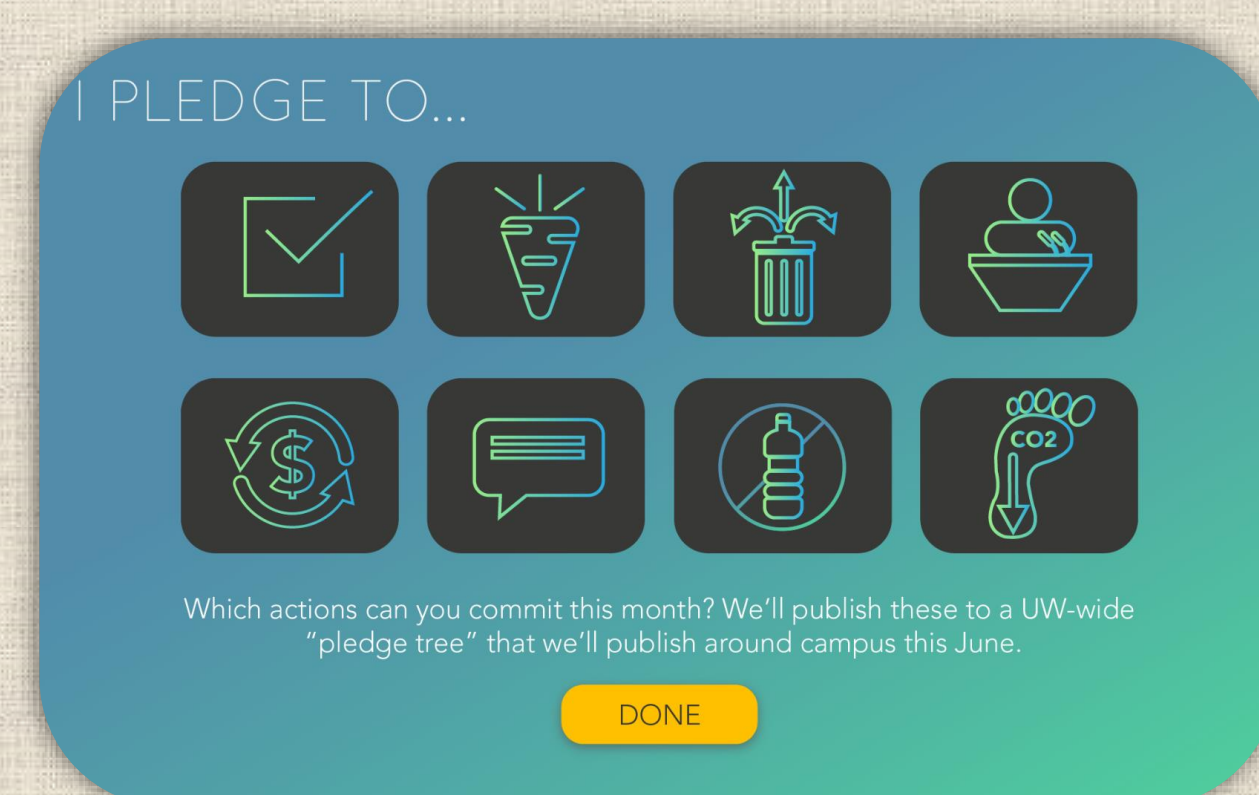 I PLEDGE TO...
$
CO2
Which actions can you commit this month? We’ll publish these to a UW-wide
“pledge tree” that we’ll publish around campus this June.
DONE